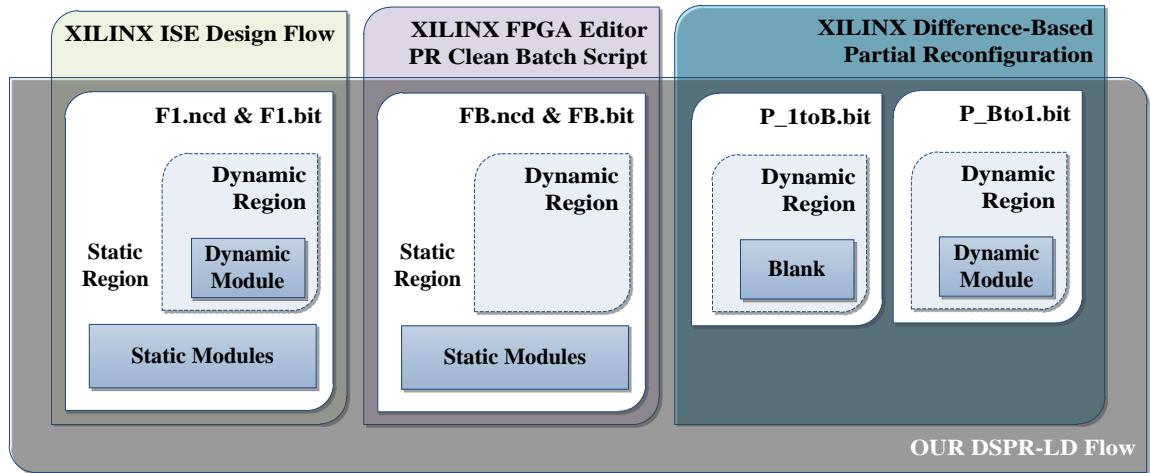 XILINX ISE Design Flow
F1.ncd & F1.bit
Dynamic
Region
Static
Region
Dynamic
Module
Static Modules
XILINX FPGA Editor
PR Clean Batch Script
FB.ncd & FB.bit
Dynamic
Region
Static
Region
Static Modules
XILINX Difference-Based
Partial Reconfiguration
P_1toB.bit
Dynamic
Region
Blank
P_Bto1.bit
Dynamic
Region
Dynamic
Module
OUR DSPR-LD Flow